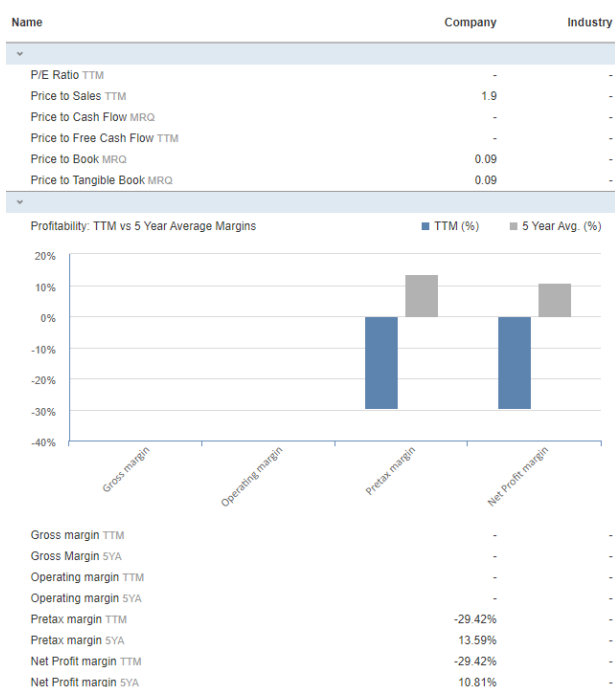 Name Company Industry
P/E Ratio TTM - -
Price to Sales TTM 1.9 -
Price to Cash Flow MRQ - -
Price to Free Cash Flow TTM - -
Price to Book MRQ 0.09 -
Price to Tangible Book MRQ 0.09 -
Profitability: TTM vs 5 Year Average Margins TTM (%) 5 Year Avg. (%)
20%
10%
0%
-10%
-20%
-30%
-40%
Gross margin Operating margin Pretax margin Net Profit margin
Gross margin TTM - -
Gross Margin 5YA - -
Operating margin TTM - -
Operating margin 5YA - -
Pretax margin TTM -29.42% -
Pretax margin 5YA 13.59% -
Net Profit margin TTM -29.42% -
Net Profit margin 5YA 10.81% -